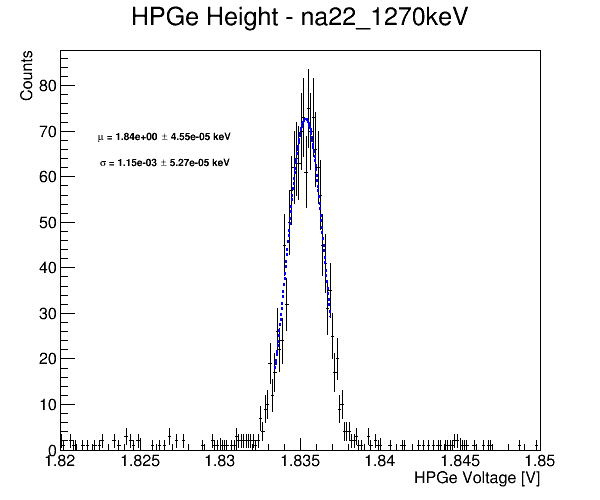 HPGe Height - na22_1270keV
Counts
μ = 1.84e+00 ± 4.55e-05 keV
σ = 1.15e-03 ± 5.27e-05 keV
80
70
60
50
40
30
20
10
0
1.82 1.825 1.83 1.835 1.84 1.845 1.85
HPGe Voltage [V]